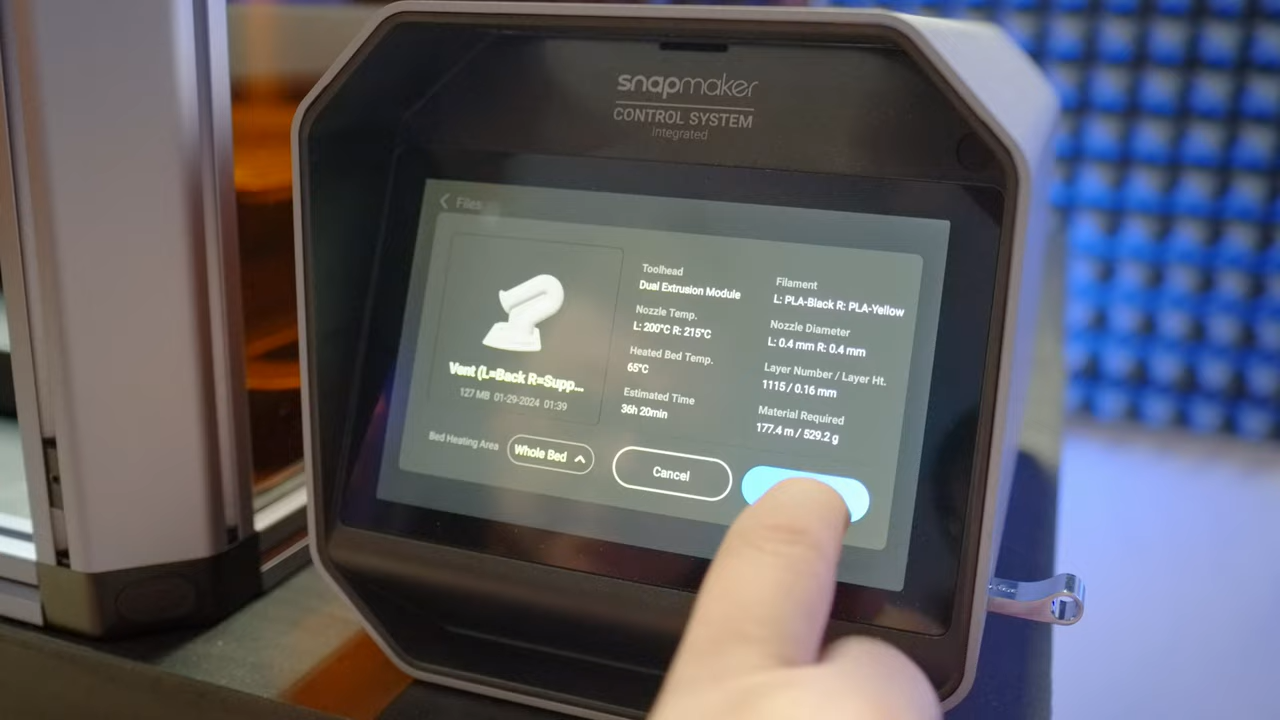 snapmaker
CONTROL SYSTEM
Integrated
Files
Vent (L=Back R=Supp...
127 MB 01-29-2024 01:39
Toolhead
Dual Extrusion Module
Nozzle Temp.
L: 200°C R: 215°C
Heated Bed Temp.
65°C
Estimated Time
36h 20min
Filament
L: PLA-Black R: PLA-Yellow
Nozzle Diameter
L: 0.4 mm R: 0.4 mm
Layer Number / Layer Ht.
1115 / 0.16 mm
Material Required
177.4 m / 529.2 g
Bed Heating Area
Whole Bed
Cancel